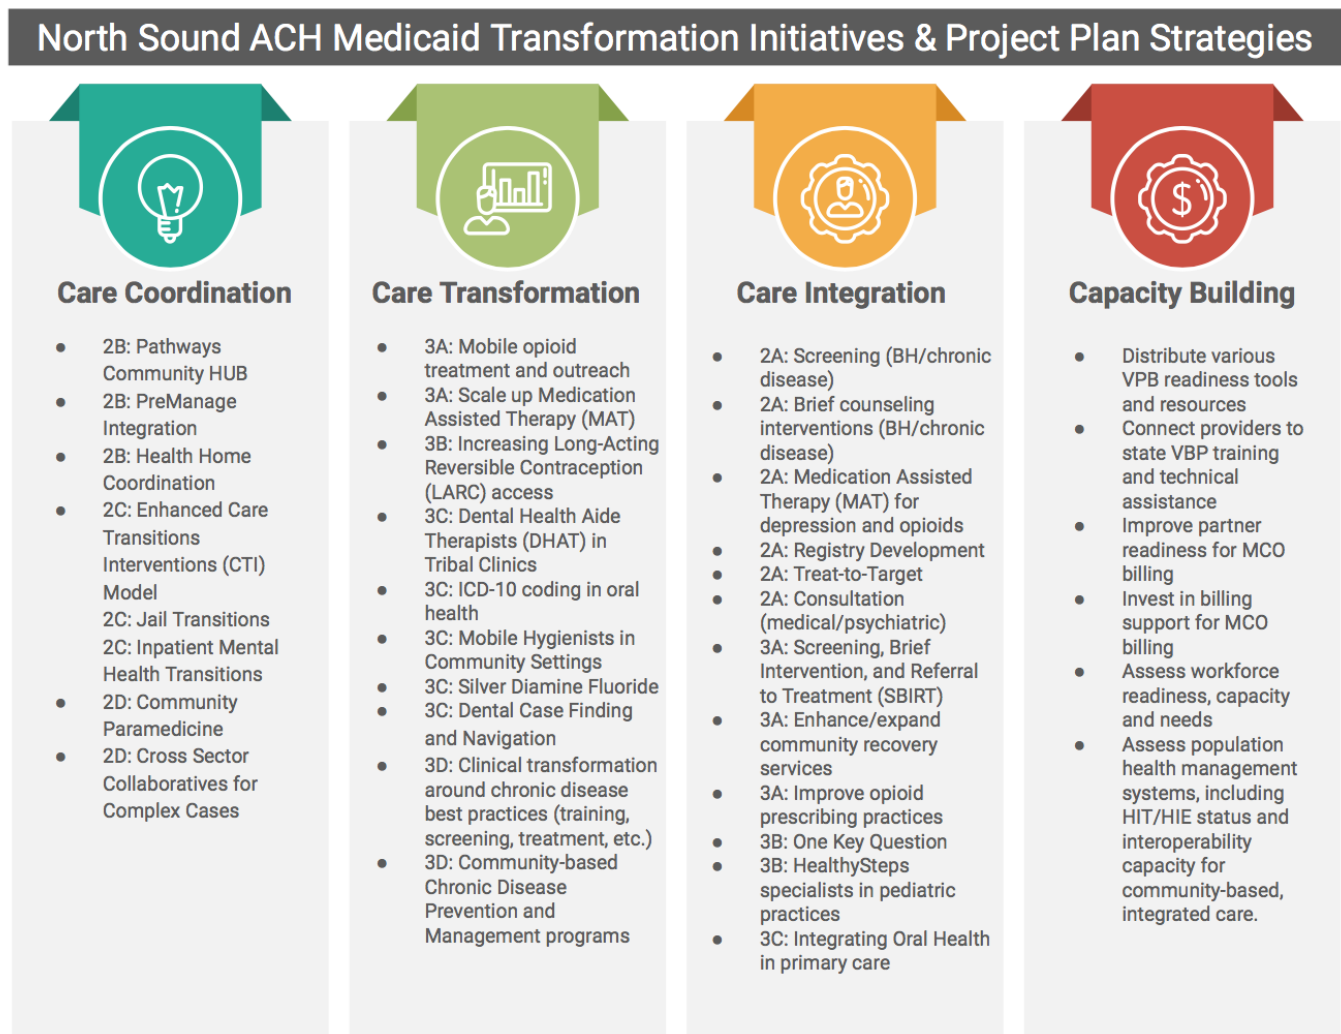 North Sound ACH Medicaid Transformation Initiatives & Project Plan Strategies
Care Coordination
● 2B: Pathways
Community HUB
● 2B: PreManage
Integration
● 2B: Health Home
Coordination
● 2C: Enhanced Care
Transitions
Interventions (CTI)
Model
2C: Jail Transitions
2C: Inpatient Mental
Health Transitions
● 2D: Community
Paramedicine
● 2D: Cross Sector
Collaboratives for
Complex Cases
Care Transformation
● 3A: Mobile opioid
treatment and outreach
● 3A: Scale up Medication
Assisted Therapy (MAT)
● 3B: Increasing Long-Acting
Reversible Contraception
(LARC) access
● 3C: Dental Health Aide
Therapists (DHAT) in
Tribal Clinics
● 3C: ICD-10 coding in oral
health
● 3C: Mobile Hygienists in
Community Settings
● 3C: Silver Diamine Fluoride
● 3C: Dental Case Finding
and Navigation
● 3D: Clinical transformation
around chronic disease
best practices (training,
screening, treatment, etc.)
● 3D: Community-based
Chronic Disease
Prevention and
Management programs
Care Integration
● 2A: Screening (BH/chronic
disease)
● 2A: Brief counseling
interventions (BH/chronic
disease)
● 2A: Medication Assisted
Therapy (MAT) for
depression and opioids
● 2A: Registry Development
● 2A: Treat-to-Target
● 2A: Consultation
(medical/psychiatric)
● 3A: Screening, Brief
Intervention, and Referral
to Treatment (SBIRT)
● 3A: Enhance/expand
community recovery
services
● 3A: Improve opioid
prescribing practices
● 3B: One Key Question
● 3B: HealthySteps
specialists in pediatric
practices
● 3C: Integrating Oral Health
in primary care
$
Capacity Building
● Distribute various
VPB readiness tools
and resources
● Connect providers to
state VBP training
and technical
assistance
● Improve partner
readiness for MCO
billing
● Invest in billing
support for MCO
billing
● Assess workforce
readiness, capacity
and needs
● Assess population
health management
systems, including
HIT/HIE status and
interoperability
capacity for
community-based,
integrated care.